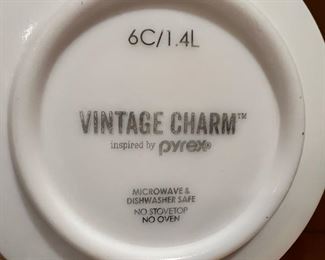 6C/1.4L
VINTAGE CHARM™
inspired by pyrex®
MICROWAVE &
DISHWASHER SAFE
NO STOVETOP
NO OVEN